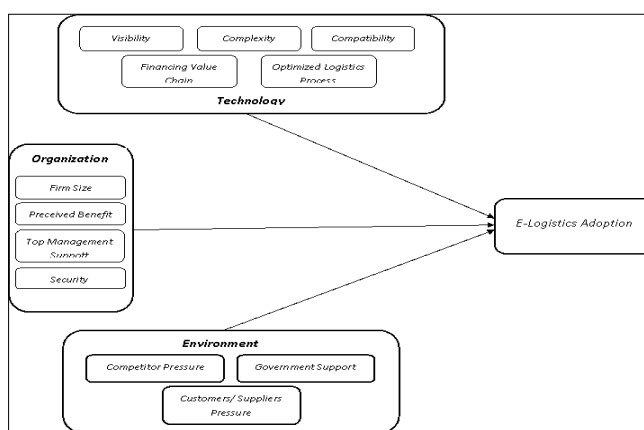 Visibility
Complexity
Compatibility
Financing Value
Chain
Optimized Logistics
Process
Technology
Organization
Firm Size
Preceived Benefit
Top Management
Support
Security
E-Logistics Adoption
Environment
Competitor Pressure
Government Support
Customers/ Suppliers
Pressure